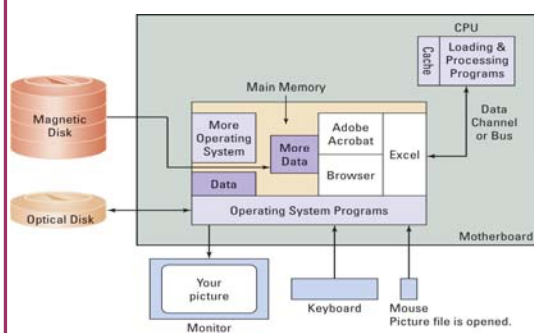 CPU
Cache
Loading &
Processing
Programs
Main Memory
Magnetic
Disk
More
Operating
System
More
Data
Adobe
Acrobat
Browser
Excel
Data
Channel
or Bus
Data
Optical Disk
Operating System Programs
Motherboard
Your
picture
Monitor
Keyboard
Mouse
Picture file is opened.